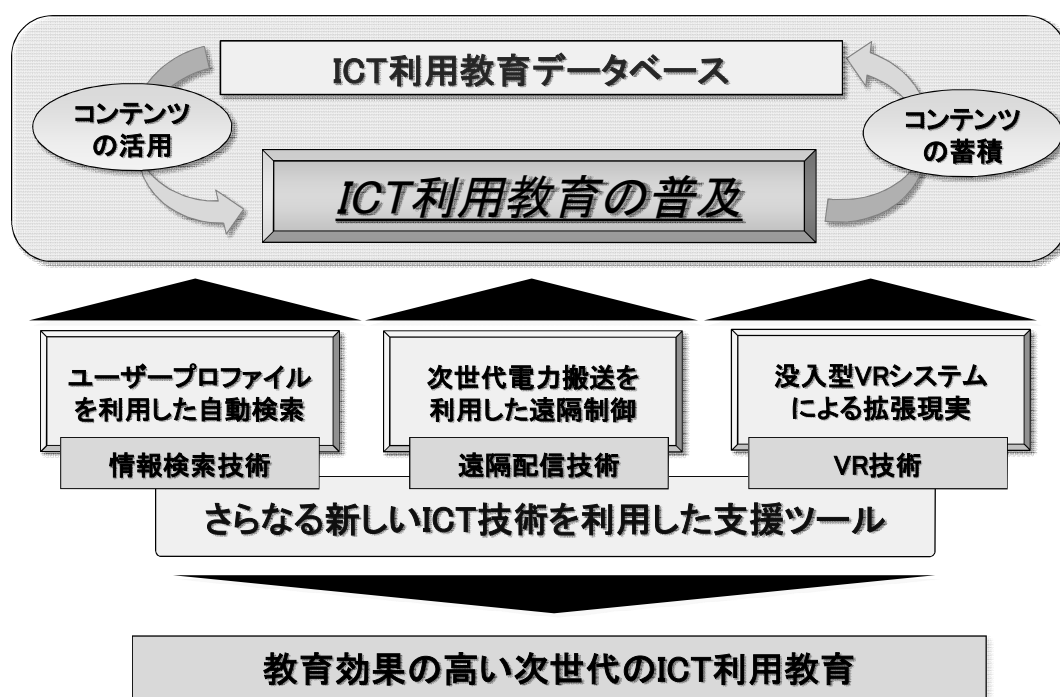 ICT利用教育データベース
コンテンツ
の活用
コンテンツ
の蓄積
ICT利用教育の普及
ユーザープロファイル
を利用した自動検索
情報検索技術
次世代電力搬送を
利用した遠隔制御
遠隔配信技術
没入型VRシステム
による拡張現実
VR技術
さらなる新しいICT技術を利用した支援ツール
教育効果の高い次世代のICT利用教育